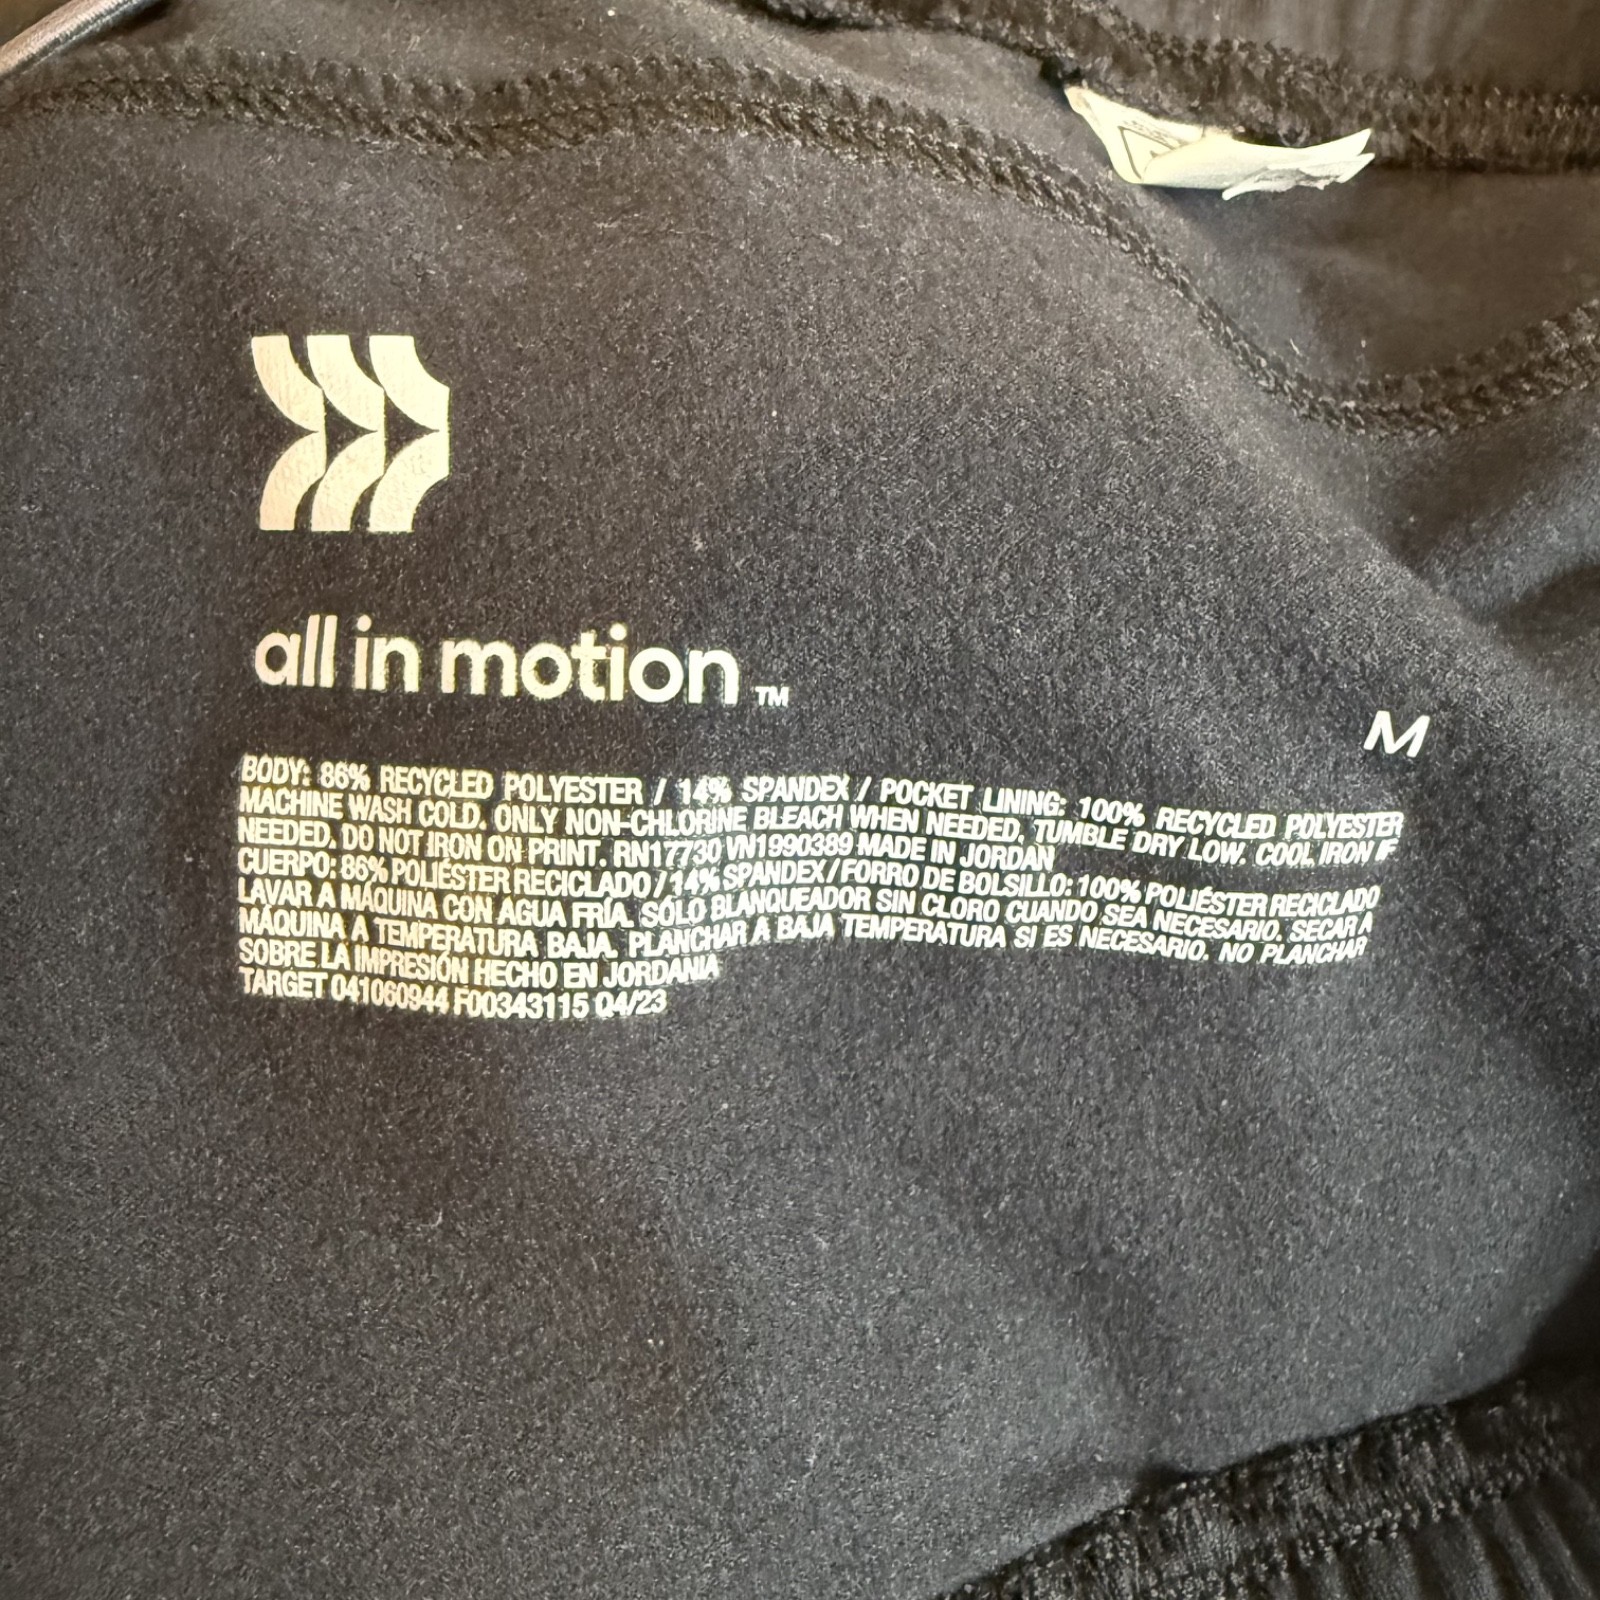 all in motion™
M
BODY: 86% RECYCLED POLYESTER / 14% SPANDEX / POCKET LINING: 100% RECYCLED POLYESTER
MACHINE WASH COLD. ONLY NON-CHLORINE BLEACH WHEN NEEDED. TUMBLE DRY LOW. COOL IRON IF
NEEDED. DO NOT IRON ON PRINT. RN17730 VN1990389 MADE IN JORDAN
CUERPO: 86% POLIÉSTER RECICLADO / 14% SPANDEX / FORRO DE BOLSILLO: 100% POLIÉSTER RECICLADO
LAVAR A MÁQUINA CON AGUA FRÍA. SÓLO BLANQUEADOR SIN CLORO CUANDO SEA NECESARIO. SECAR A
MÁQUINA A TEMPERATURA BAJA. PLANCHAR A BAJA TEMPERATURA SI ES NECESARIO. NO PLANCHAR
SOBRE LA IMPRESIÓN HECHO EN JORDANIA
TARGET 041060944 F00343115 Q4/23